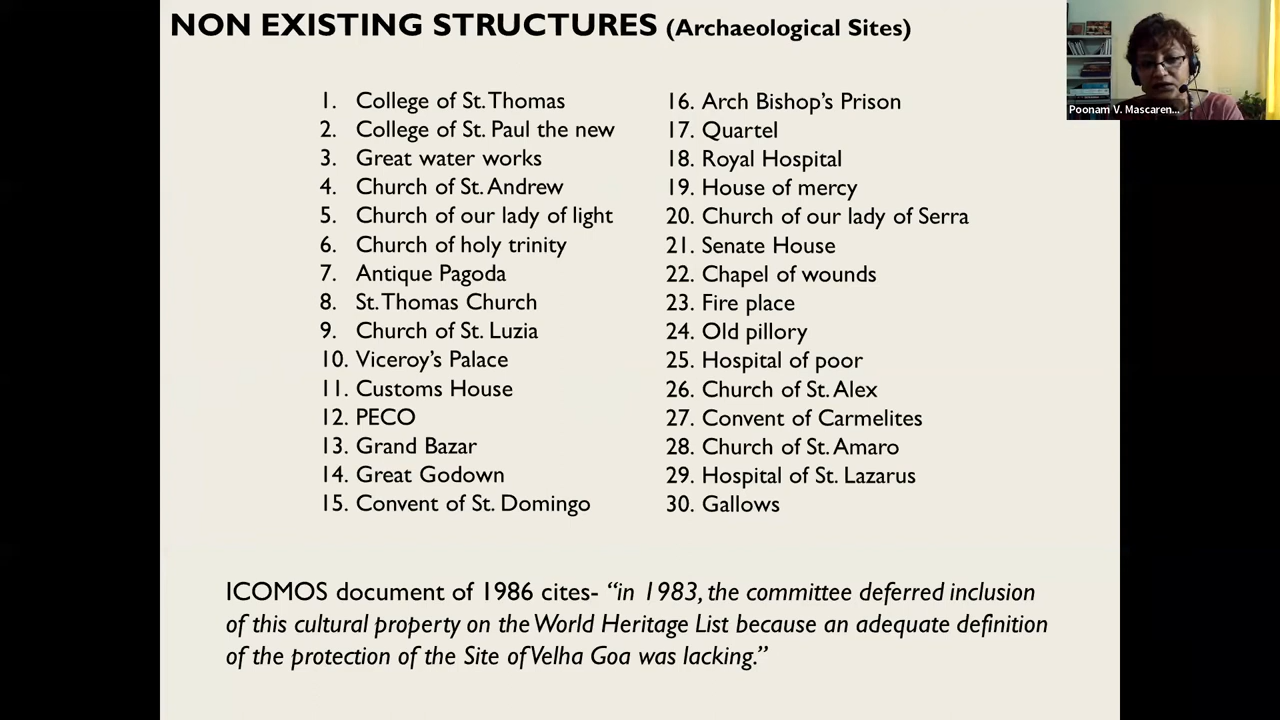 NON EXISTING STRUCTURES (Archaeological Sites)
Poonam V. Mascaren...
1. College of St. Thomas
2. College of St. Paul the new
3. Great water works
4. Church of St. Andrew
5. Church of our lady of light
6. Church of holy trinity
7. Antique Pagoda
8. St. Thomas Church
9. Church of St. Luzia
10. Viceroy's Palace
11. Customs House
12. PECO
13. Grand Bazar
14. Great Godown
15. Convent of St. Domingo
16. Arch Bishop's Prison
17. Quartel
18. Royal Hospital
19. House of mercy
20. Church of our lady of Serra
21. Senate House
22. Chapel of wounds
23. Fire place
24. Old pillory
25. Hospital of poor
26. Church of St. Alex
27. Convent of Carmelites
28. Church of St. Amaro
29. Hospital of St. Lazarus
30. Gallows
ICOMOS document of 1986 cites- “in 1983, the committee deferred inclusion
of this cultural property on the World Heritage List because an adequate definition
of the protection of the Site of Velha Goa was lacking.”